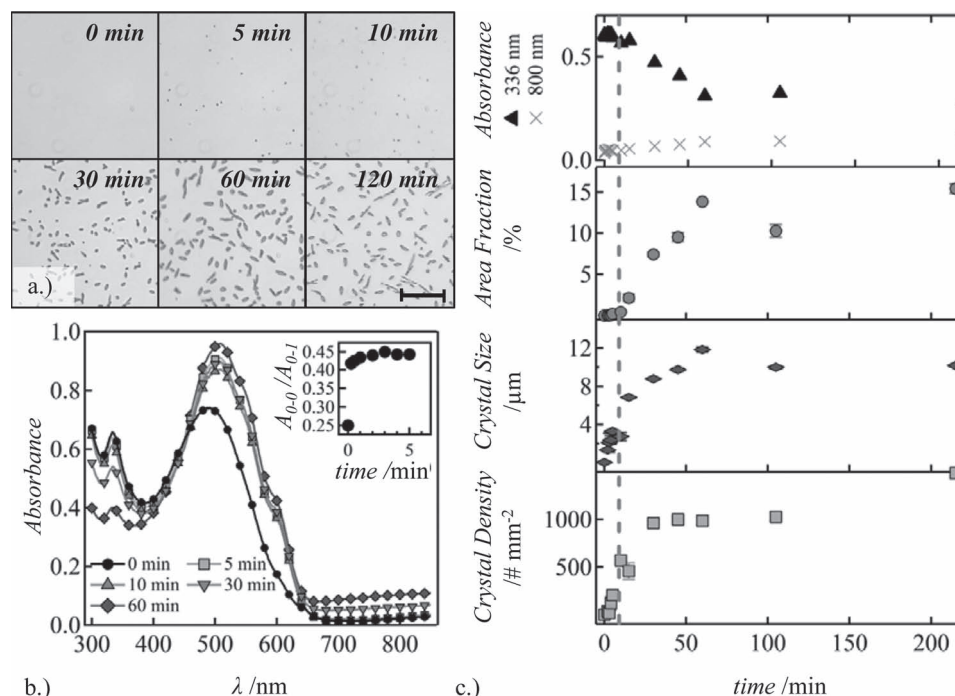 0 min
5 min
10 min
30 min
60 min
120 min
a.)
1.0
0.8
0.6
0.4
0.2
0.0
Absorbance
300 400 500 600 700 800
λ /nm
0 min
5 min
10 min
30 min
60 min
0.45
0.40
0.35
0.30
0.25
A0-0 /A0-1
0 5
time /min
b.)
Absorbance
336 nm
800 nm
0.5
0.0
Area Fraction
/%
15
10
5
Crystal Size
/µm
12
8
4
Crystal Density
/# mm-2
1000
500
0 50 100 150 200
time /min
c.)